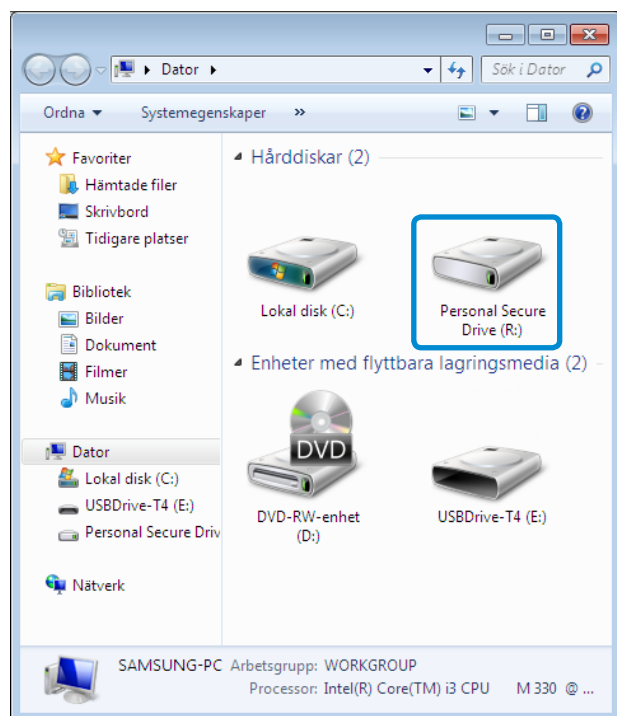 Dator
Sök i Dator
Ordna
Systemegenskaper
»
Favoriter
Hämtade filer
Skrivbord
Tidigare platser
Bibliotek
Bilder
Dokument
Filmer
Musik
Dator
Lokal disk (C:)
USBDrive-T4 (E:)
Personal Secure Driv
Nätverk
Hårddiskar (2)
Lokal disk (C:)
Personal Secure
Drive (R:)
Enheter med flyttbara lagringsmedia (2)
DVD
DVD-RW-enhet
(D:)
USBDrive-T4 (E:)
SAMSUNG-PC Arbetsgrupp: WORKGROUP
Processor: Intel(R) Core(TM) i3 CPU M 330 @ ...